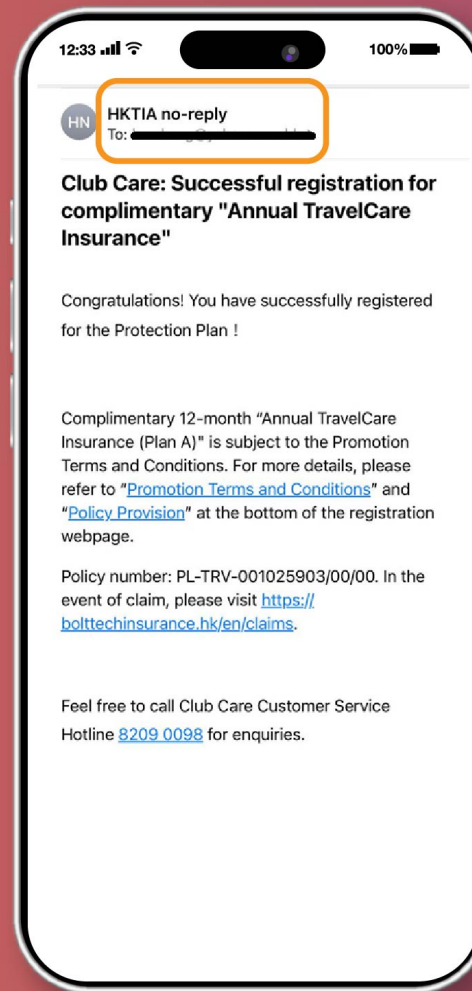 12:33
100%
HN
HKTIA no-reply
To:
Club Care: Successful registration for
complimentary "Annual TravelCare
Insurance"
Congratulations! You have successfully registered
for the Protection Plan !
Complimentary 12-month “Annual TravelCare
Insurance (Plan A)" is subject to the Promotion
Terms and Conditions. For more details, please
refer to “Promotion Terms and Conditions” and
“Policy Provision” at the bottom of the registration
webpage.
Policy number: PL-TRV-001025903/00/00. In the
event of claim, please visit https://
bolttechinsurance.hk/en/claims.
Feel free to call Club Care Customer Service
Hotline 8209 0098 for enquiries.